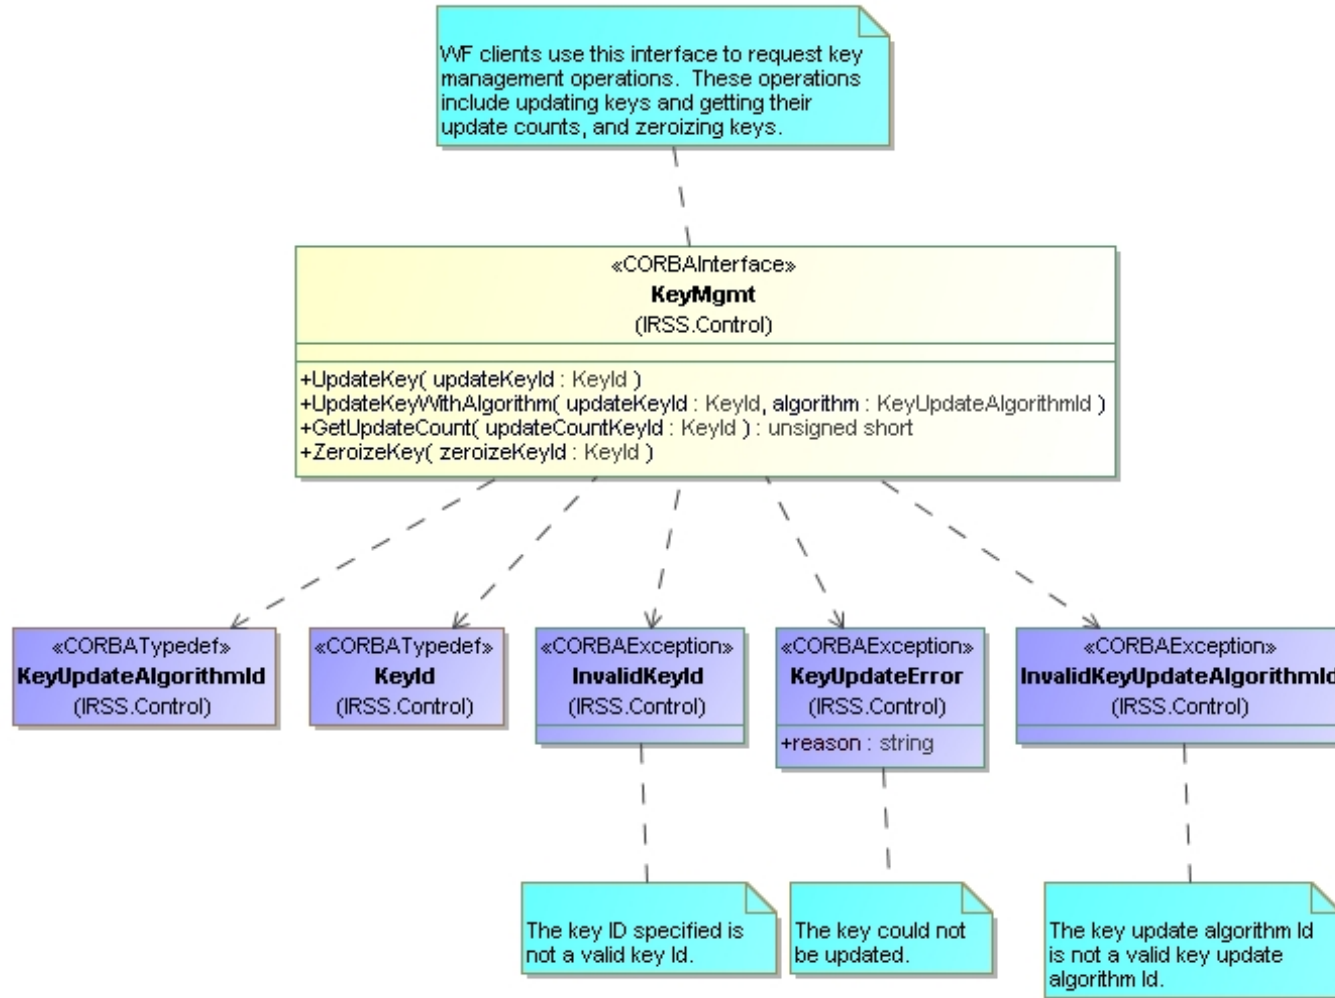 WF clients use this interface to request key
management operations.  These operations
include updating keys and getting their
update counts, and zeroizing keys.
«CORBAInterface»
KeyMgmt
(IRSS.Control)
+UpdateKey( updateKeyId : KeyId )
+UpdateKeyWithAlgorithm( updateKeyId : KeyId, algorithm : KeyUpdateAlgorithmId )
+GetUpdateCount( updateCountKeyId : KeyId ) : unsigned short
+ZeroizeKey( zeroizeKeyId : KeyId )
«CORBATypedef»
KeyUpdateAlgorithmId
(IRSS.Control)
«CORBATypedef»
KeyId
(IRSS.Control)
«CORBAException»
InvalidKeyId
(IRSS.Control)
«CORBAException»
KeyUpdateError
(IRSS.Control)
+reason : string
«CORBAException»
InvalidKeyUpdateAlgorithmId
(IRSS.Control)
The key ID specified is
not a valid key Id.
The key could not
be updated.
The key update algorithm Id
is not a valid key update
algorithm Id.